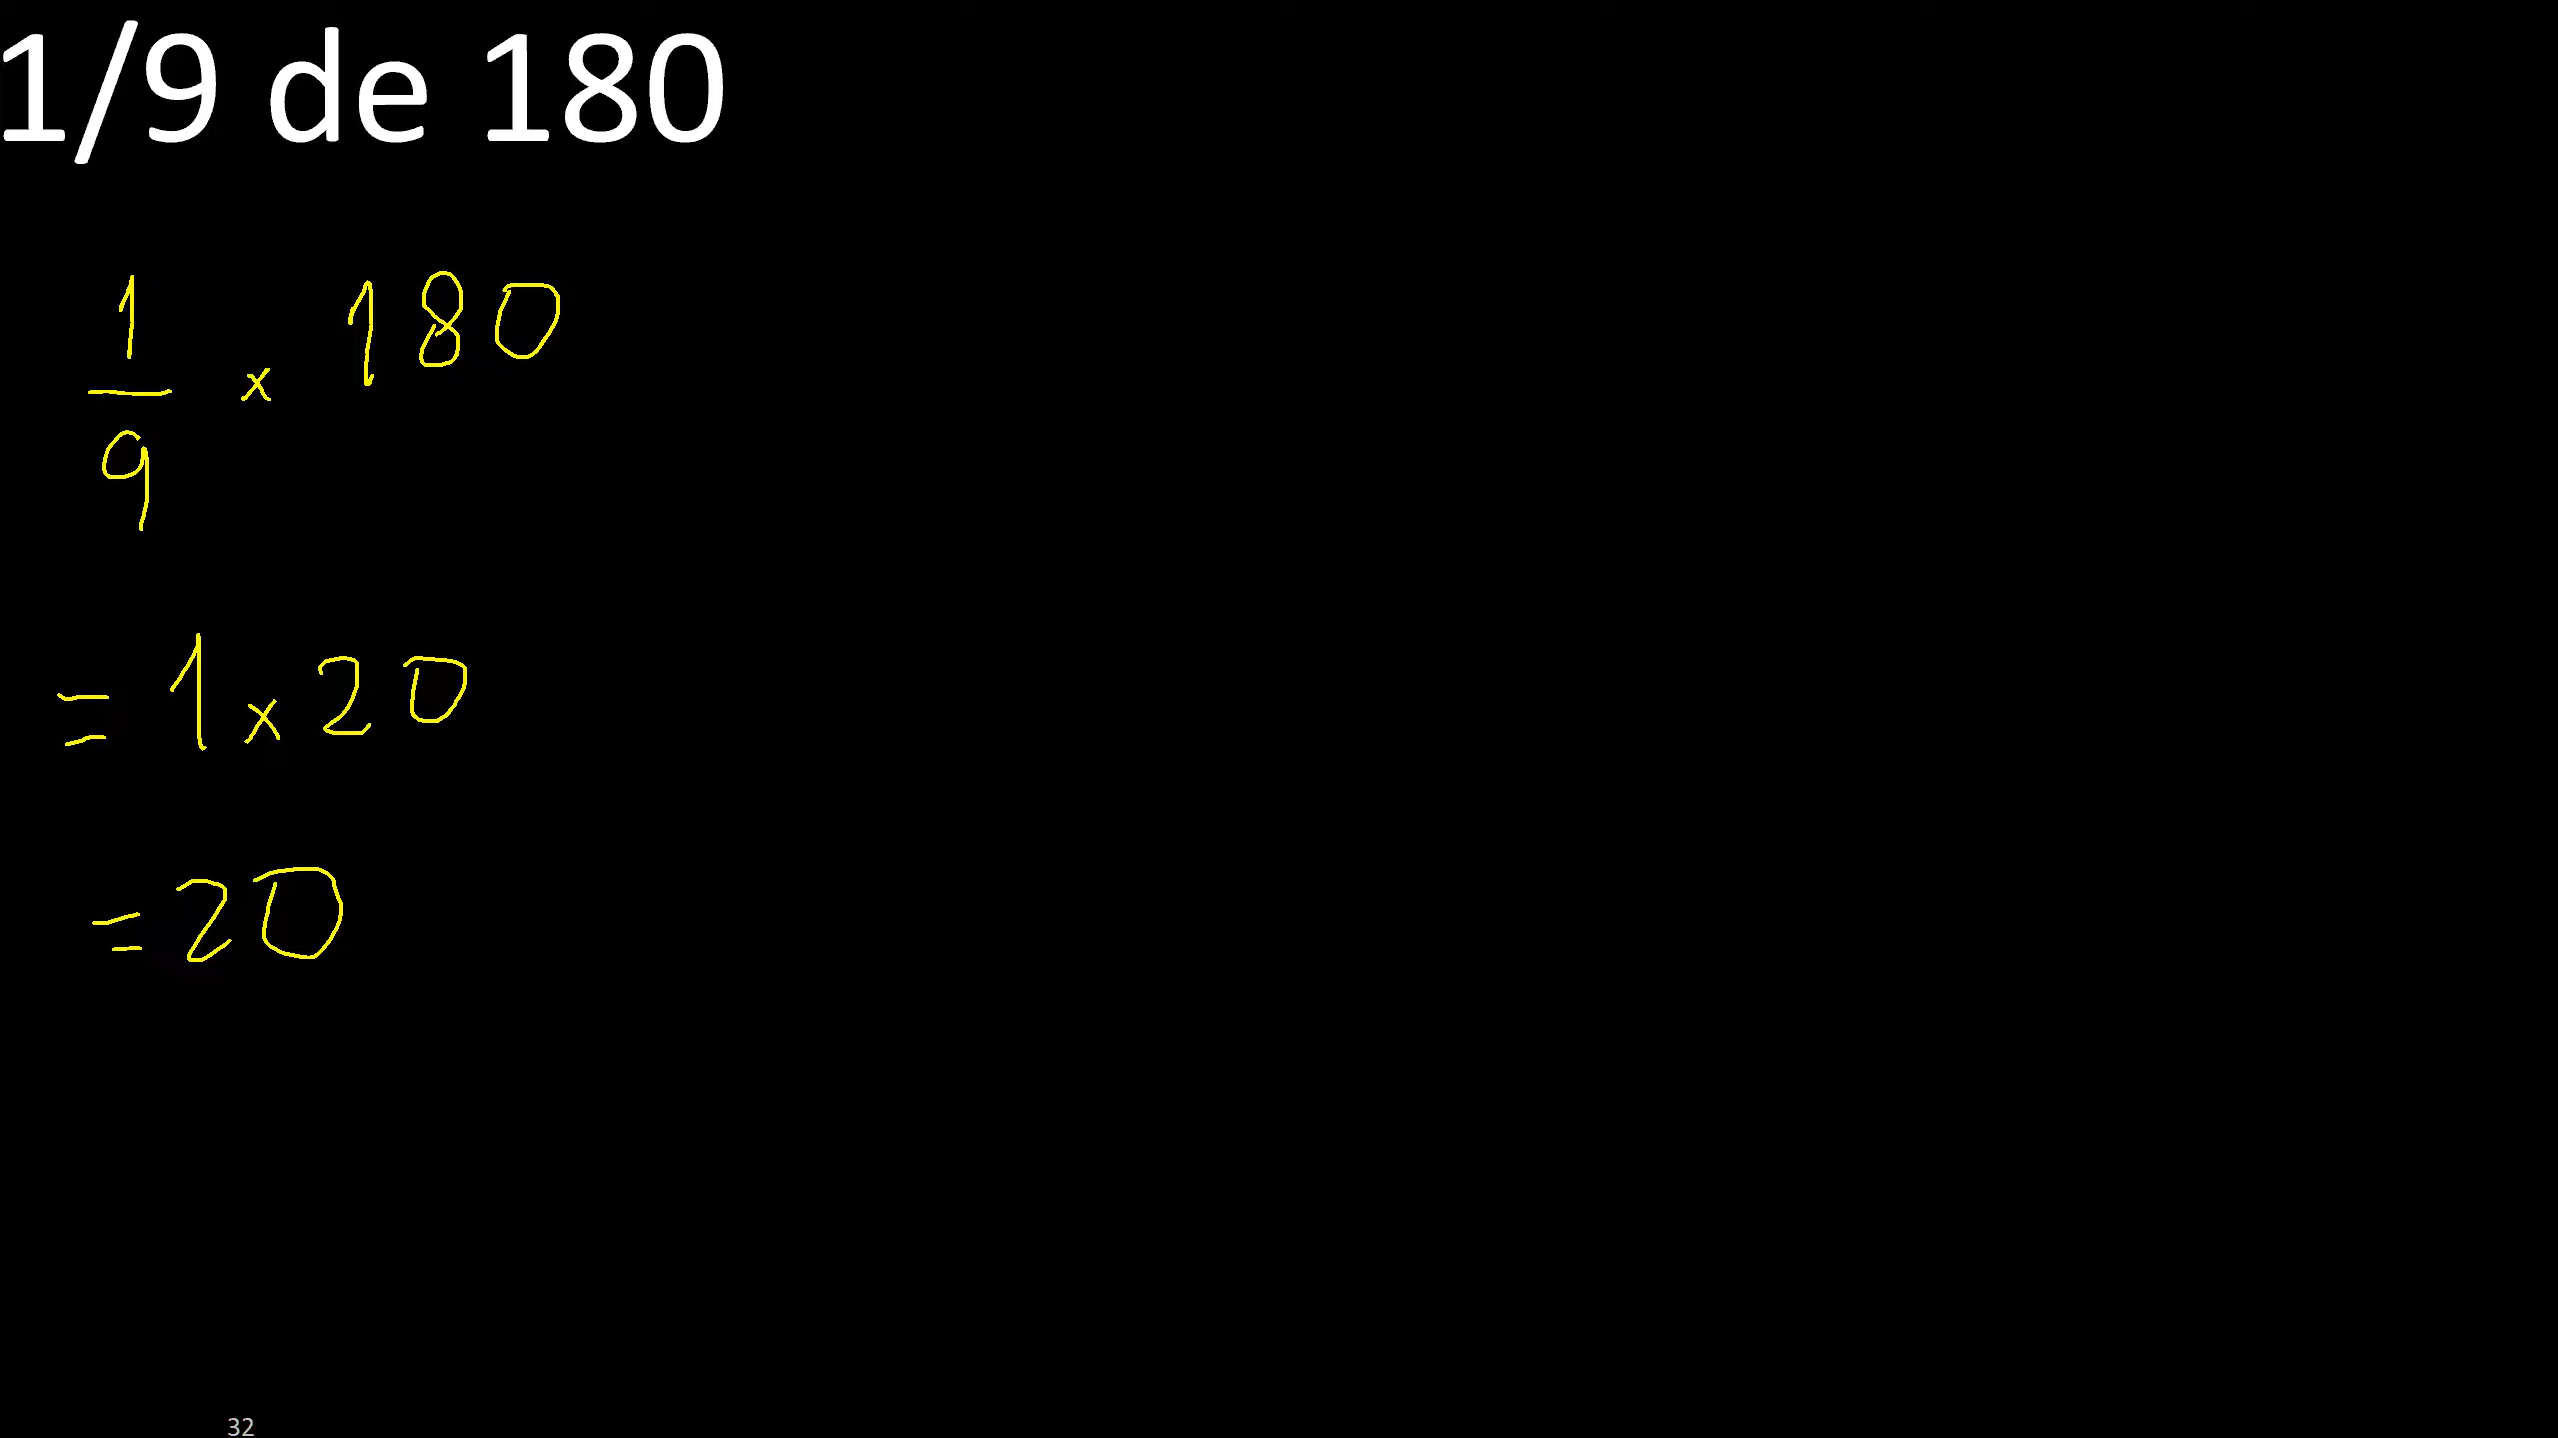 1/9 de 180
1/9 × 180
= 1 × 20
= 20
32